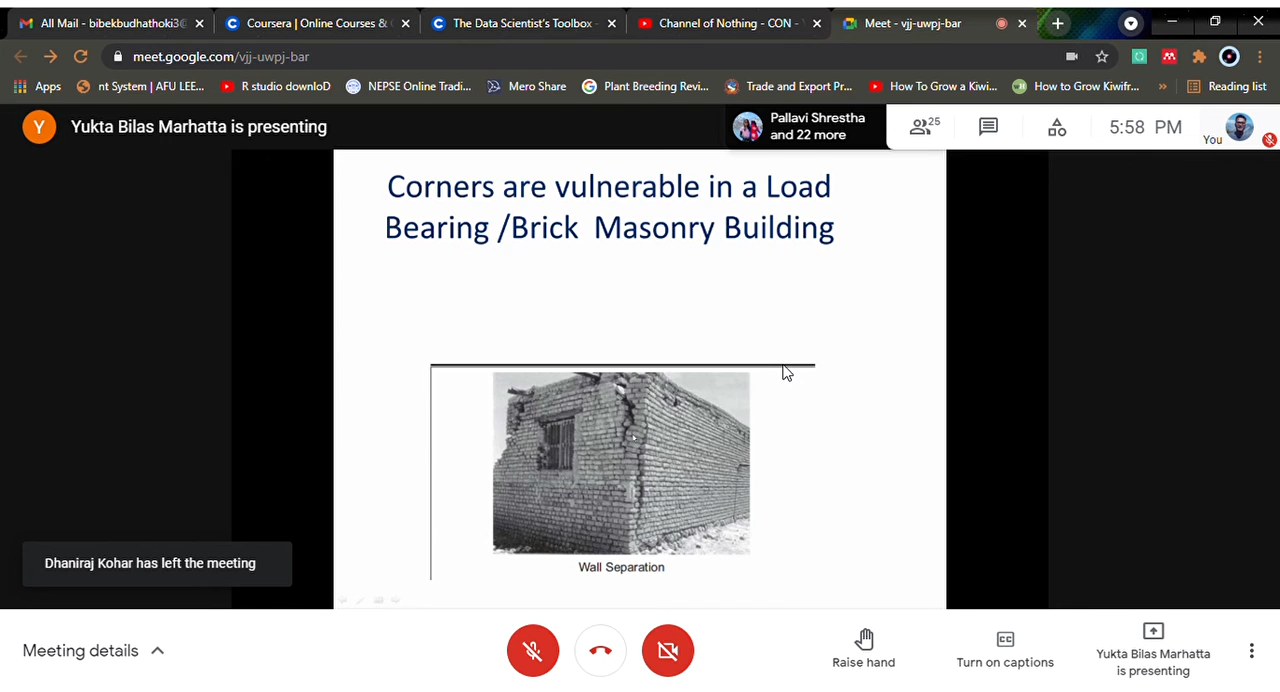 All Mail - bibekbudhathoki3@
Coursera | Online Courses &
The Data Scientist's Toolbox
Channel of Nothing - CON -
Meet - vjj-uwpj-bar
meet.google.com/vjj-uwpj-bar
Apps
nt System | AFU LEE...
R studio downloD
NEPSE Online Tradi...
Mero Share
Plant Breeding Revi...
Trade and Export Pr...
How To Grow a Kiwi...
How to Grow Kiwifr...
»
Reading list
Y
Yukta Bilas Marhatta is presenting
Pallavi Shrestha
and 22 more
25
5:58 PM
You
Corners are vulnerable in a Load
Bearing /Brick Masonry Building
Wall Separation
Dhaniraj Kohar has left the meeting
Meeting details
Raise hand
CC
Turn on captions
Yukta Bilas Marhatta
is presenting